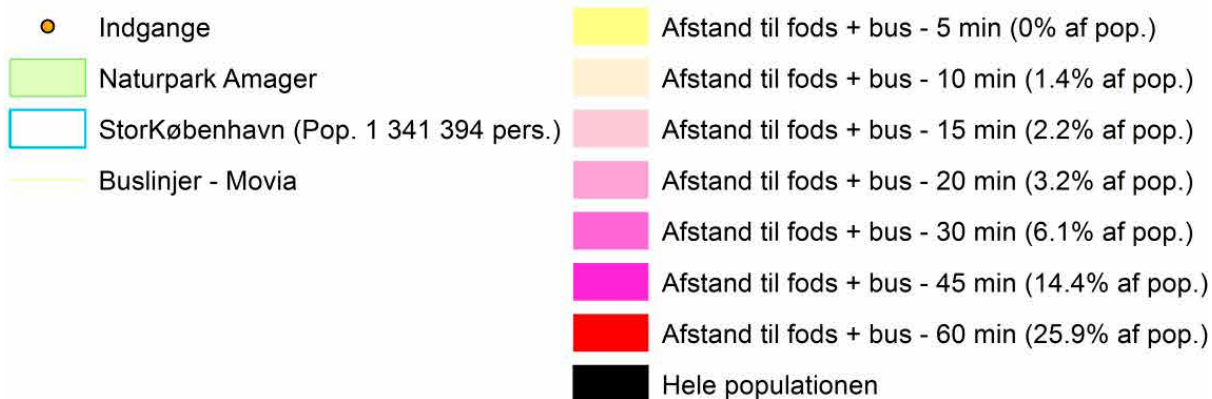 Indgange
Naturpark Amager
StorKøbenhavn (Pop. 1 341 394 pers.)
Buslinjer - Movia
Afstand til fods + bus - 5 min (0% af pop.)
Afstand til fods + bus - 10 min (1.4% af pop.)
Afstand til fods + bus - 15 min (2.2% af pop.)
Afstand til fods + bus - 20 min (3.2% af pop.)
Afstand til fods + bus - 30 min (6.1% af pop.)
Afstand til fods + bus - 45 min (14.4% af pop.)
Afstand til fods + bus - 60 min (25.9% af pop.)
Hele populationen